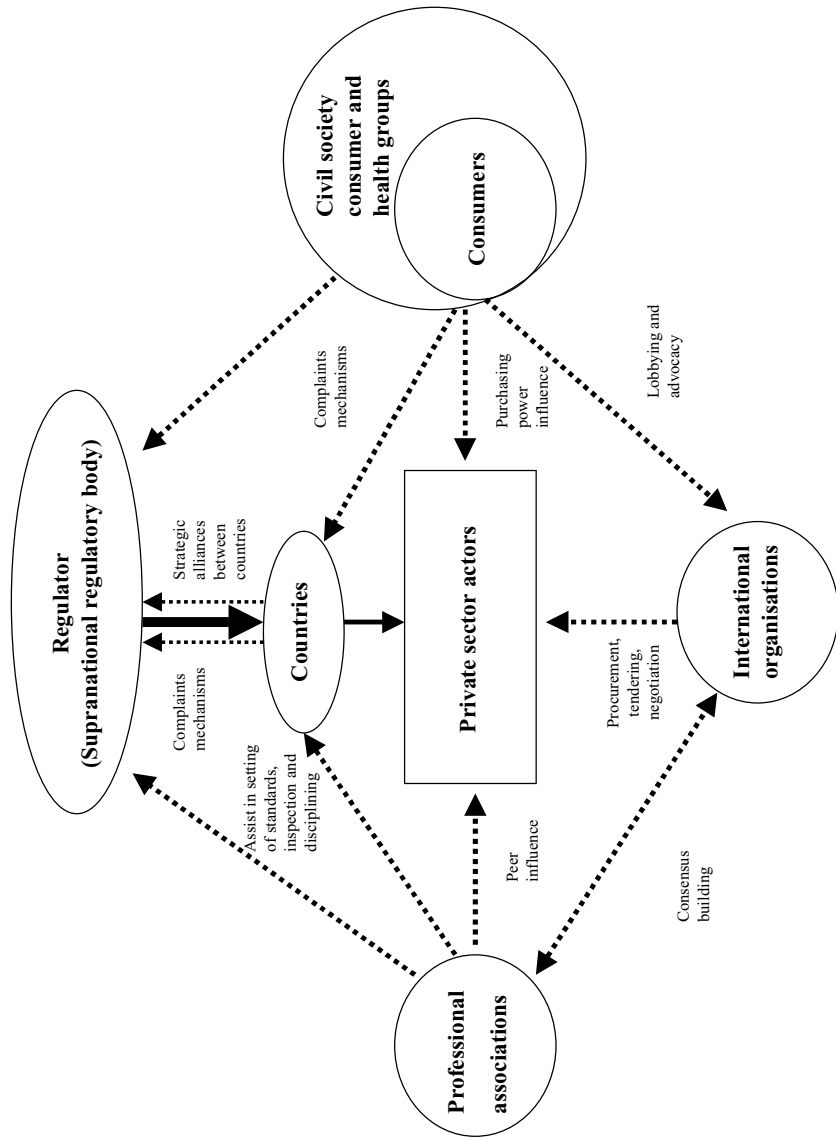 Regulator
(Supranational regulatory body)
Complaints
mechanisms
Strategic
alliances
between
countries
Countries
Assist in setting
of standards,
inspection and
disciplining
Complaints
mechanisms
Civil society
consumer and
health groups
Consumers
Professional
associations
Peer
influence
Private sector actors
Purchasing
power
influence
Procurement,
tendering,
negotiation
Lobbying and
advocacy
Consensus
building
International
organisations